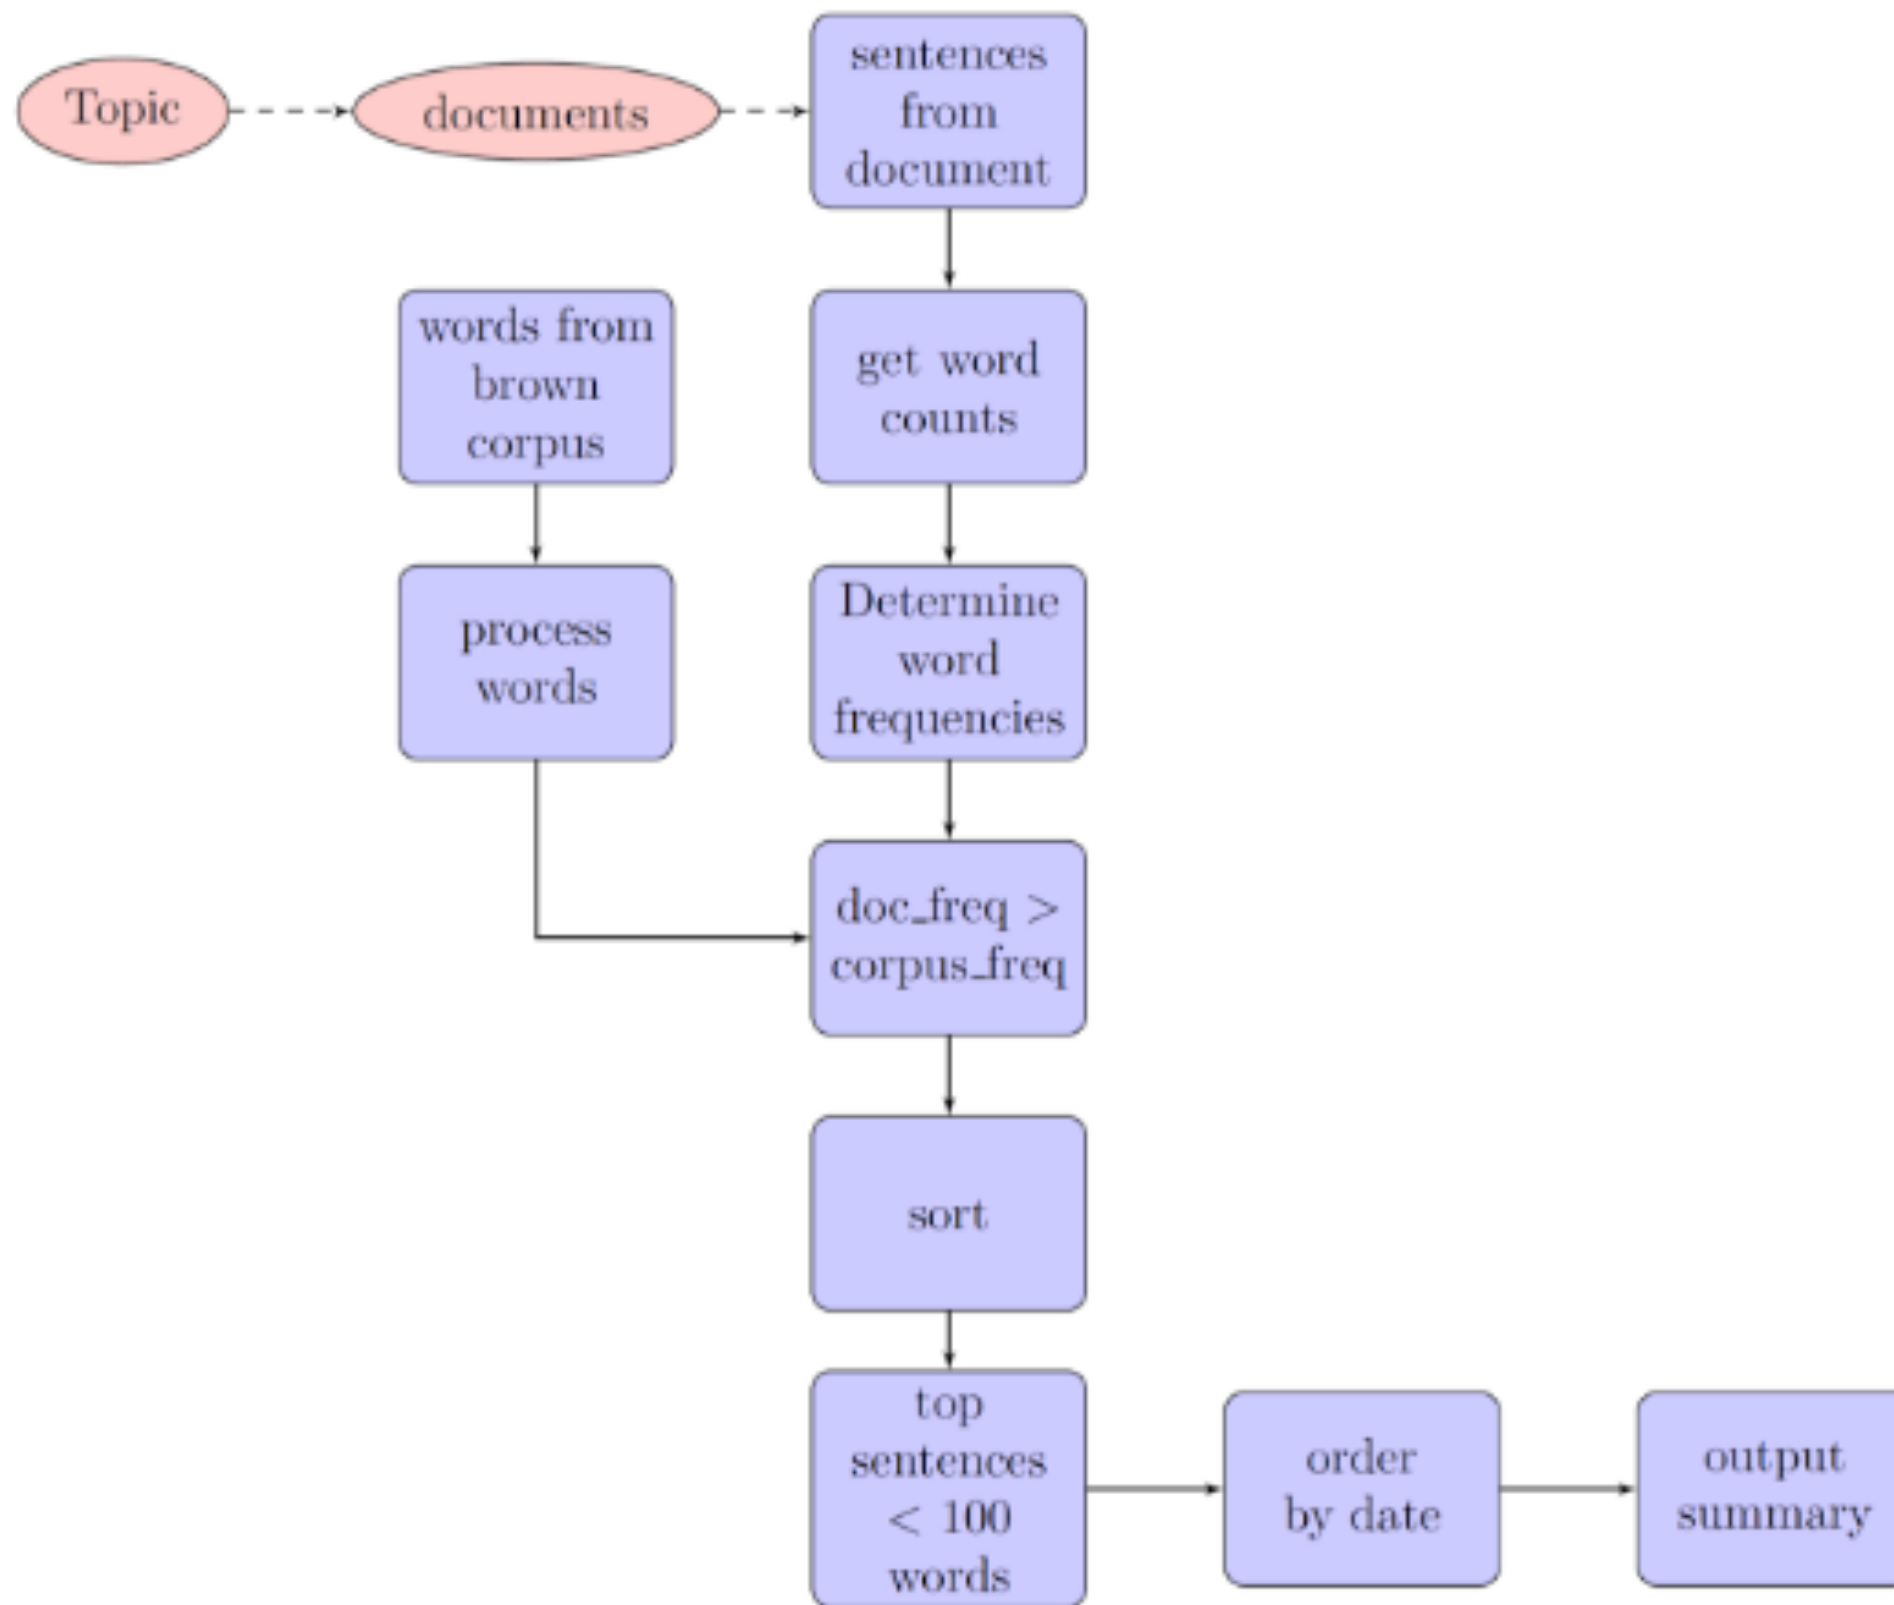 Topic
documents
sentences
from
document
words from
brown
corpus
get word
counts
process
words
Determine
word
frequencies
doc_freq >
corpus_freq
sort
top
sentences
< 100
words
order
by date
output
summary